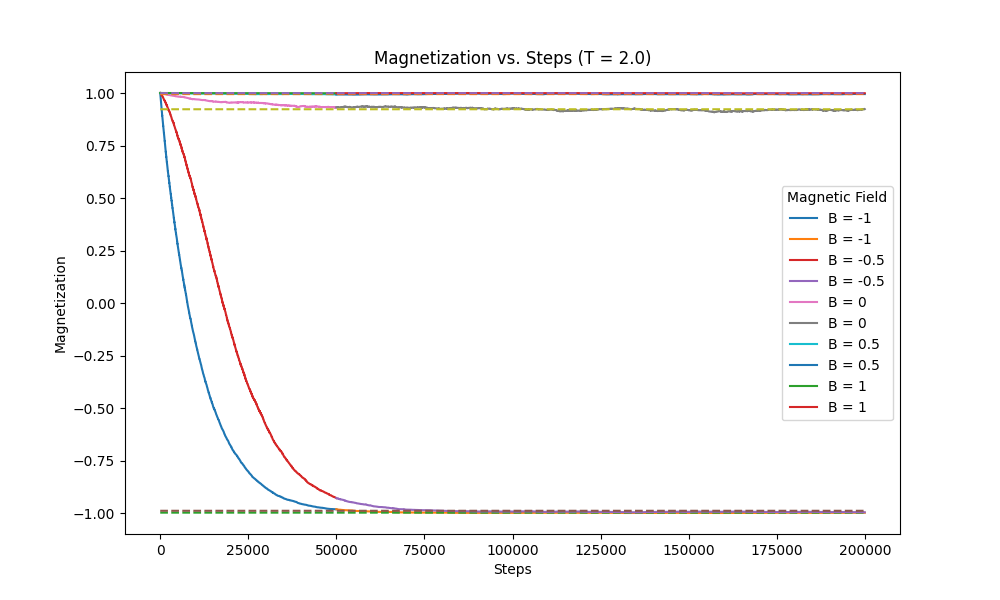 Magnetization vs. Steps (T = 2.0)
Magnetization
1.00
0.75
0.50
0.25
0.00
−0.25
−0.50
−0.75
−1.00
0
25000
50000
75000
100000
125000
150000
175000
200000
Steps
Magnetic Field
B = -1
B = -1
B = -0.5
B = -0.5
B = 0
B = 0
B = 0.5
B = 0.5
B = 1
B = 1